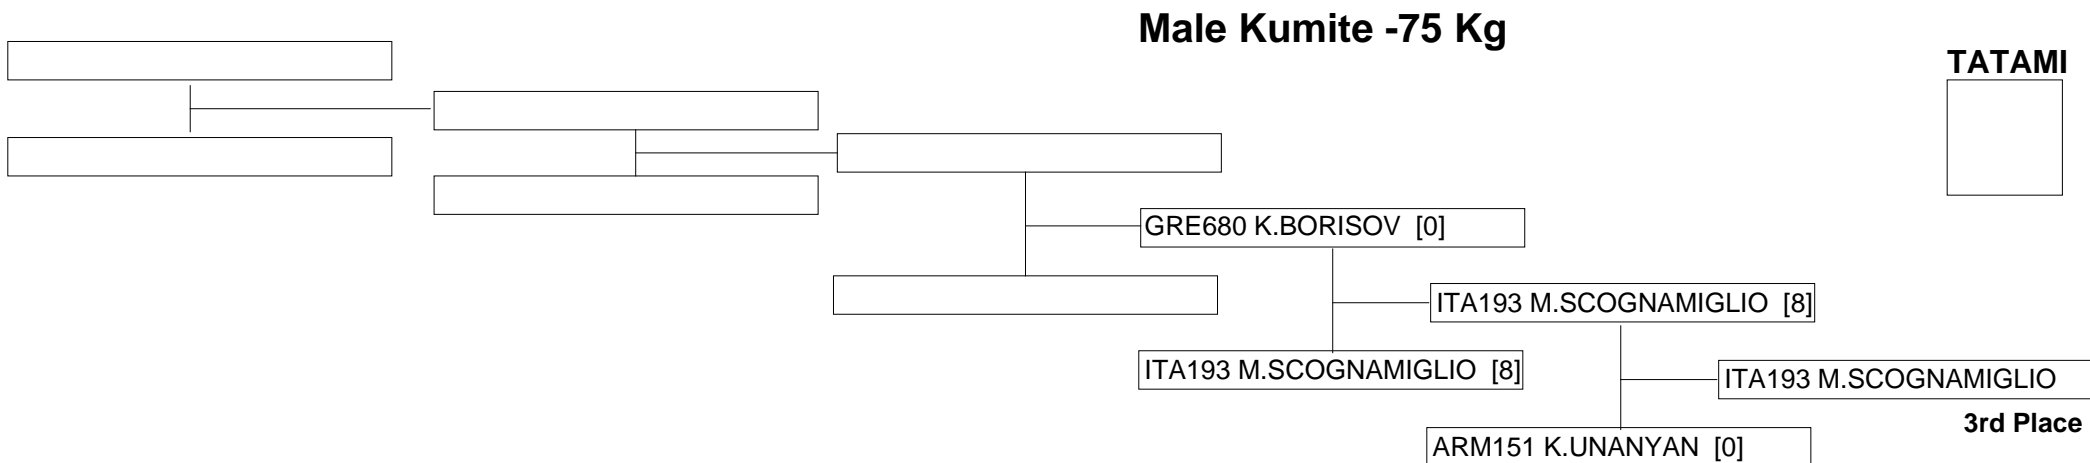 Male Kumite -75 Kg
TATAMI
GRE680 K.BORISOV [0]
ITA193 M.SCOGNAMIGLIO [8]
ITA193 M.SCOGNAMIGLIO [8]
ITA193 M.SCOGNAMIGLIO
3rd Place
ARM151 K.UNANYAN [0]